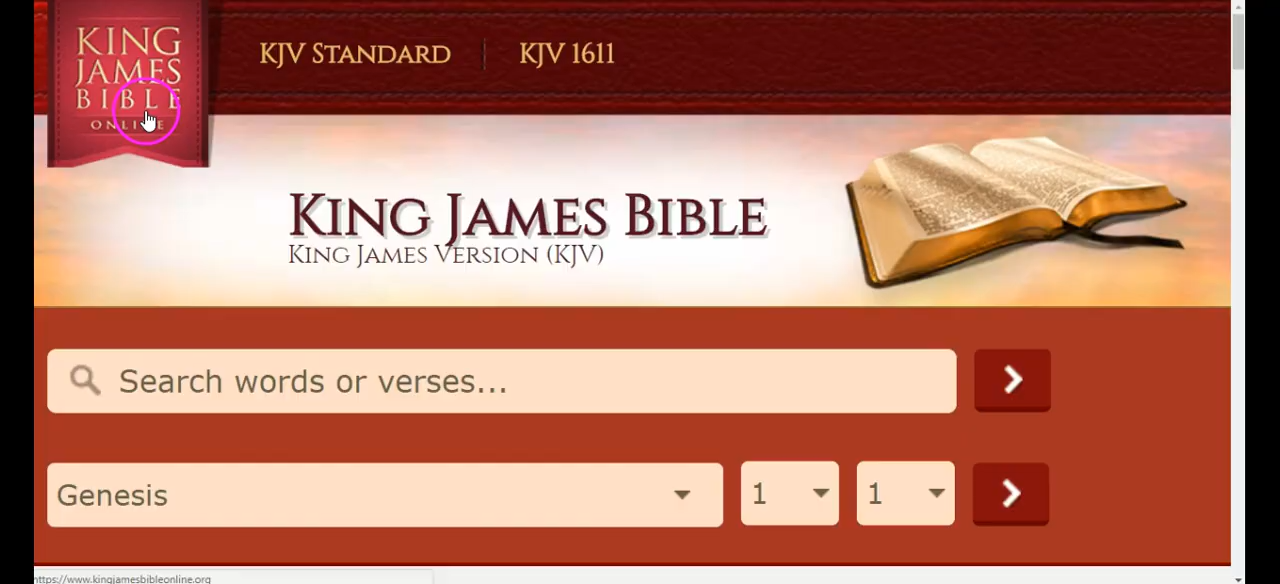 KING
JAMES
BIBLE
ONLINE
KJV STANDARD
KJV 1611
KING JAMES BIBLE
KING JAMES VERSION (KJV)
Search words or verses...
Genesis 1 1
https://www.kingjamesbibleonline.org